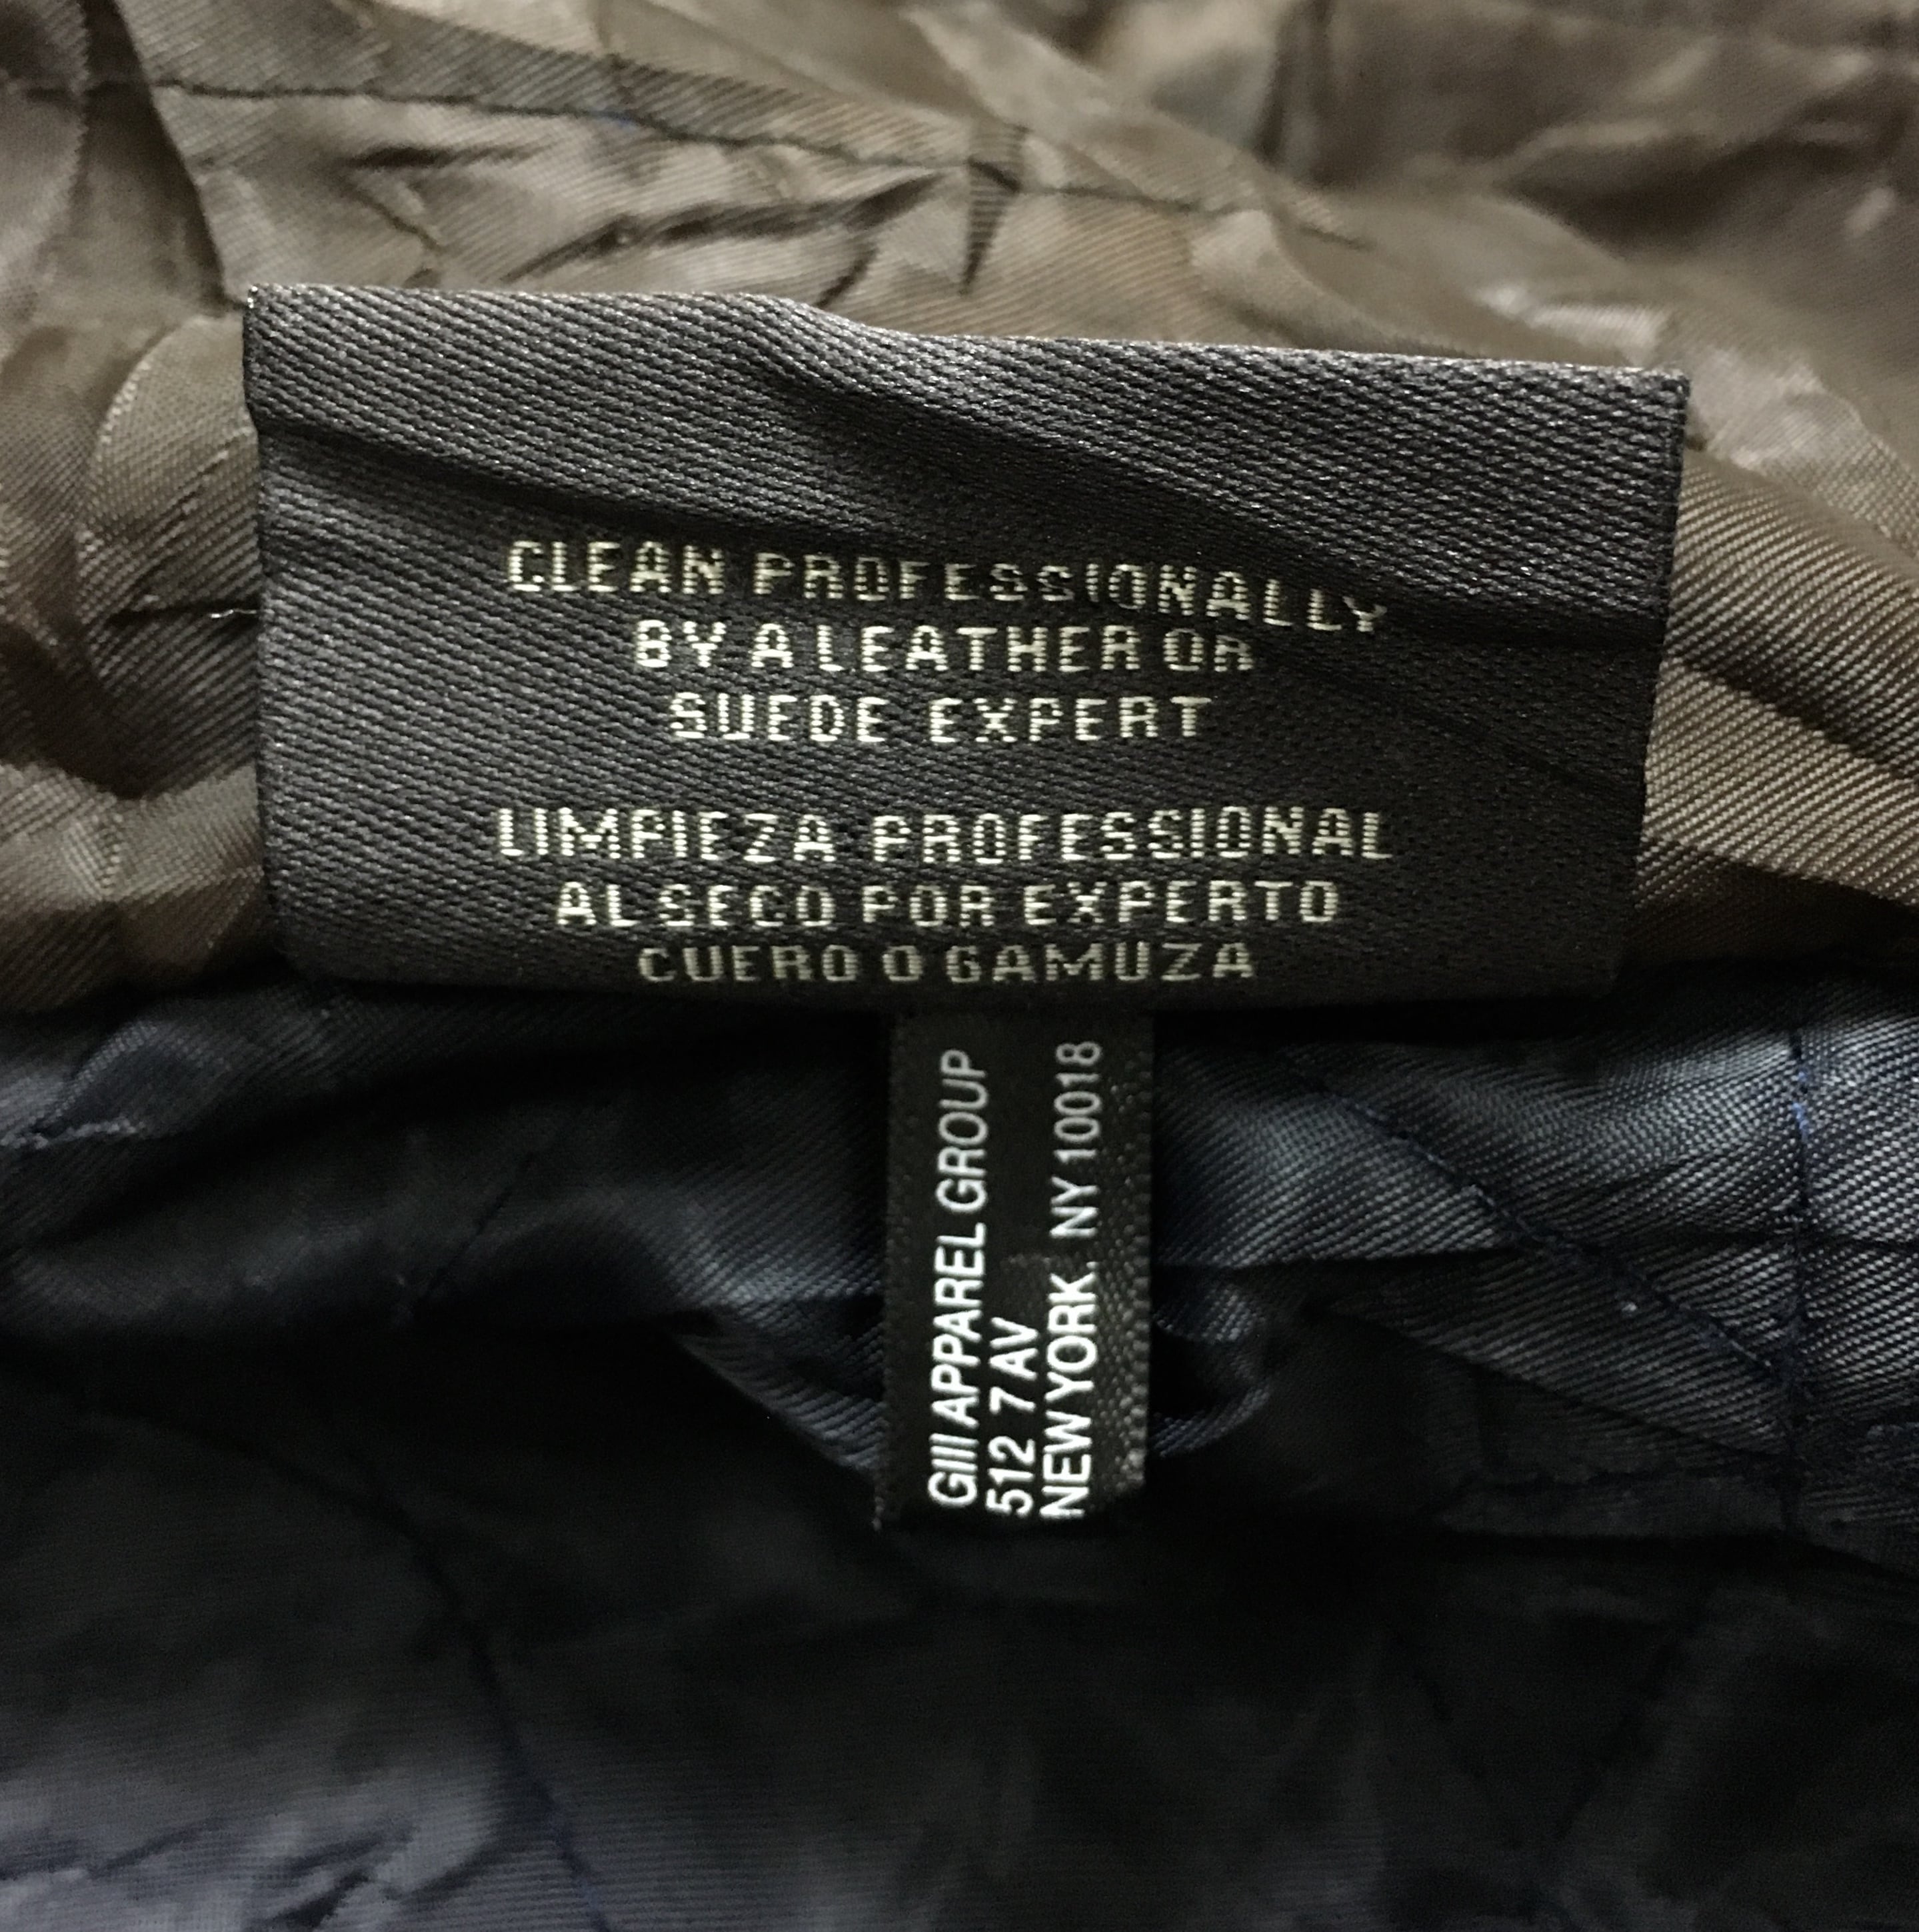 CLEAN PROFESSIONALLY
BY A LEATHER OR
SUEDE EXPERT
LIMPIEZA PROFESSIONAL
AL SECO POR EXPERTO
CUERO O GAMUZA
GIII APPAREL GROUP
512 7 AV
NEW YORK. NY 10018